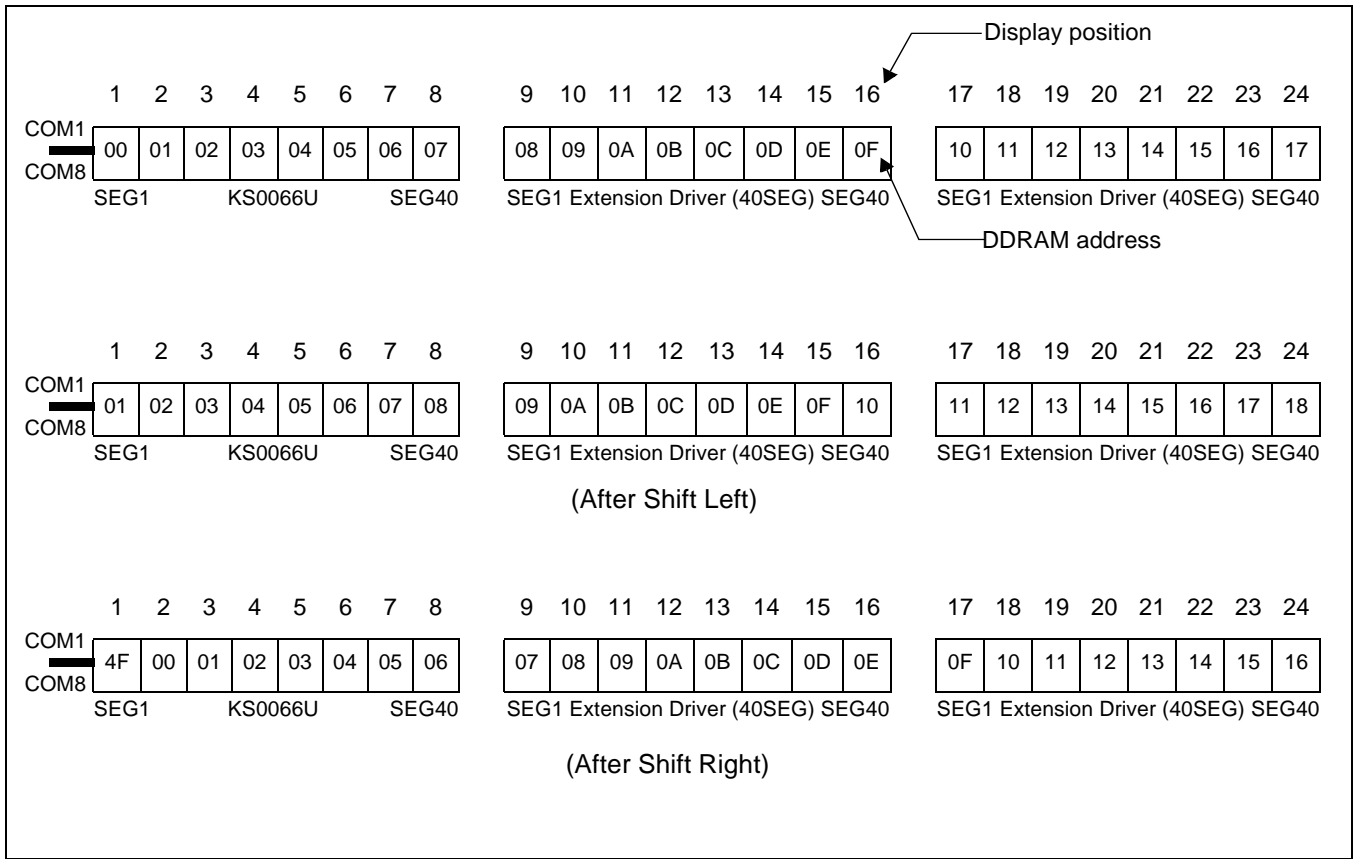 Display position
1 2 3 4 5 6 7 8 9 10 11 12 13 14 15 16 17 18 19 20 21 22 23 24
COM1
00 01 02 03 04 05 06 07 08 09 0A 0B 0C 0D 0E 0F 10 11 12 13 14 15 16 17
COM8
SEG1 KS0066U SEG40 SEG1 Extension Driver (40SEG) SEG40 SEG1 Extension Driver (40SEG) SEG40
DDRAM address
1 2 3 4 5 6 7 8 9 10 11 12 13 14 15 16 17 18 19 20 21 22 23 24
COM1
01 02 03 04 05 06 07 08 09 0A 0B 0C 0D 0E 0F 10 11 12 13 14 15 16 17 18
COM8
SEG1 KS0066U SEG40 SEG1 Extension Driver (40SEG) SEG40 SEG1 Extension Driver (40SEG) SEG40
(After Shift Left)
1 2 3 4 5 6 7 8 9 10 11 12 13 14 15 16 17 18 19 20 21 22 23 24
COM1
4F 00 01 02 03 04 05 06 07 08 09 0A 0B 0C 0D 0E 0F 10 11 12 13 14 15 16
COM8
SEG1 KS0066U SEG40 SEG1 Extension Driver (40SEG) SEG40 SEG1 Extension Driver (40SEG) SEG40
(After Shift Right)